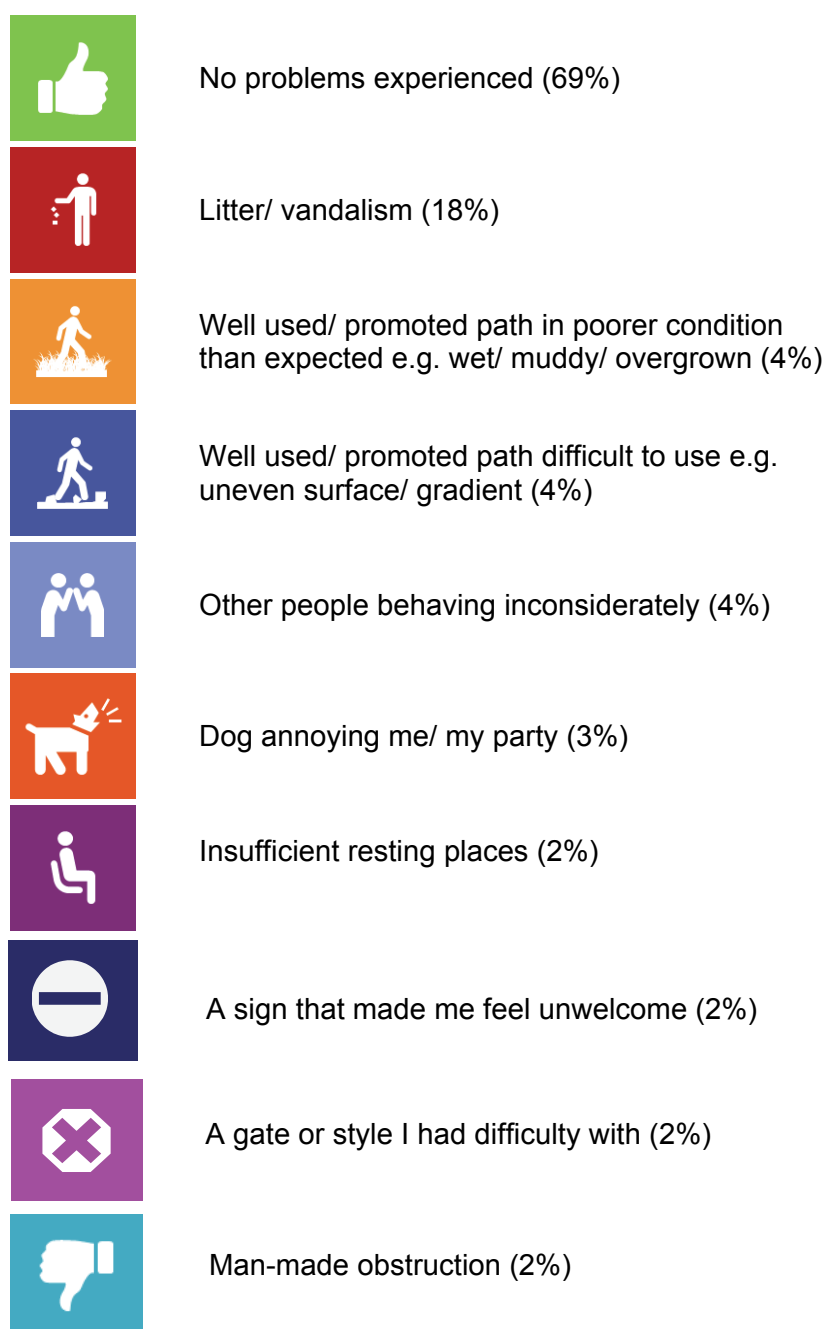 No problems experienced (69%)
Litter/ vandalism (18%)
Well used/ promoted path in poorer condition
than expected e.g. wet/ muddy/ overgrown (4%)
Well used/ promoted path difficult to use e.g.
uneven surface/ gradient (4%)
Other people behaving inconsiderately (4%)
Dog annoying me/ my party (3%)
Insufficient resting places (2%)
A sign that made me feel unwelcome (2%)
A gate or style I had difficulty with (2%)
Man-made obstruction (2%)